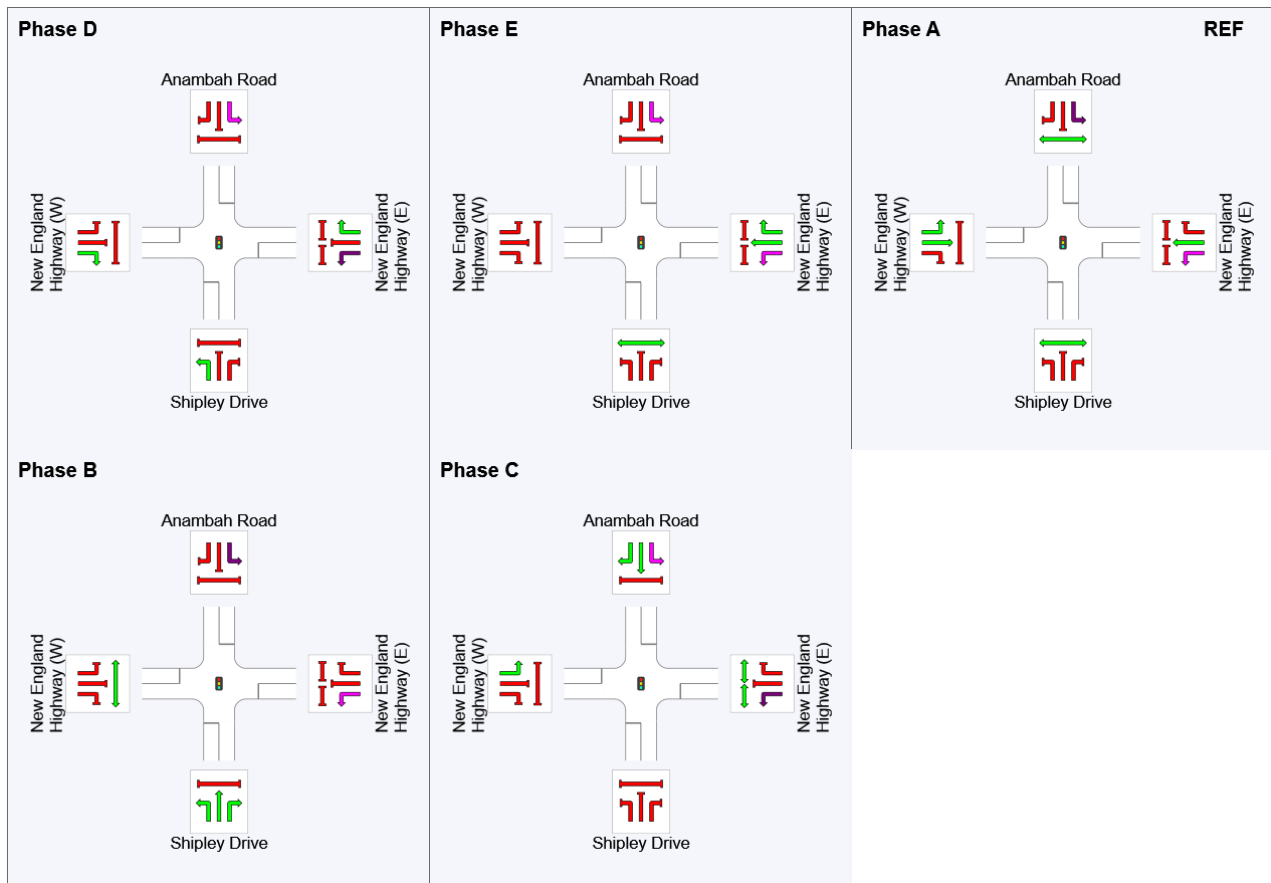 Phase D
Anambah Road
New England
Highway (W)
New England
Highway (E)
Shipley Drive
Phase E
Anambah Road
New England
Highway (W)
New England
Highway (E)
Shipley Drive
Phase A
REF
Anambah Road
New England
Highway (W)
New England
Highway (E)
Shipley Drive
Phase B
Anambah Road
New England
Highway (W)
New England
Highway (E)
Shipley Drive
Phase C
Anambah Road
New England
Highway (W)
New England
Highway (E)
Shipley Drive